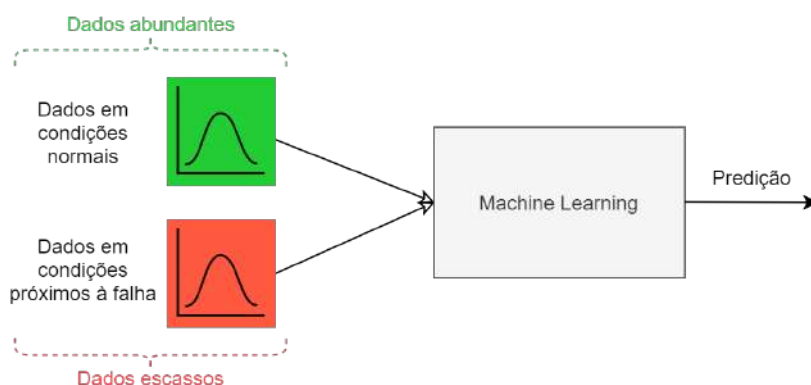 Dados abundantes
Dados em
condições
normais
Machine Learning
Predição
Dados em
condições
próximos à falha
Dados escassos